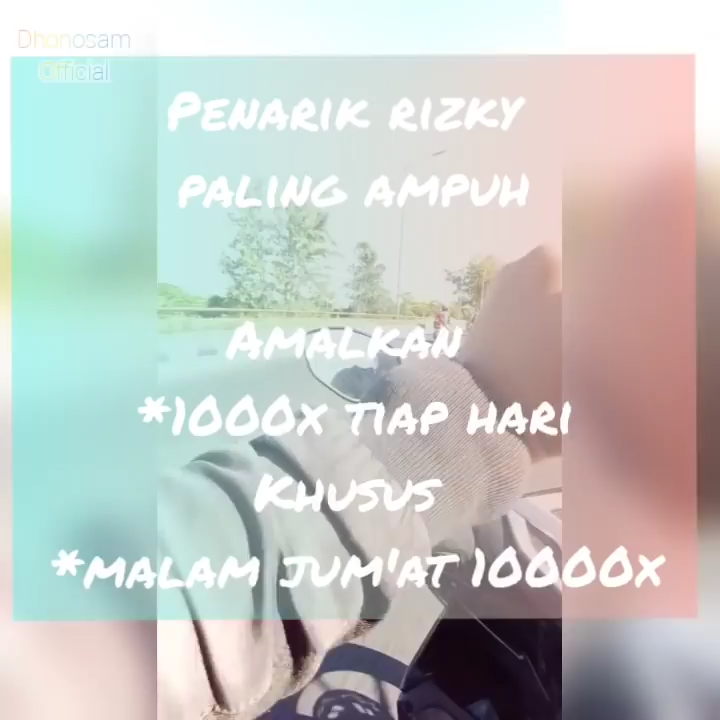 Dhonosam
Official
PENARIK RIZKY
PALING AMPUH
AMALKAN
*1000X TIAP HARI
KHUSUS
*MALAM JUM'AT 10000X